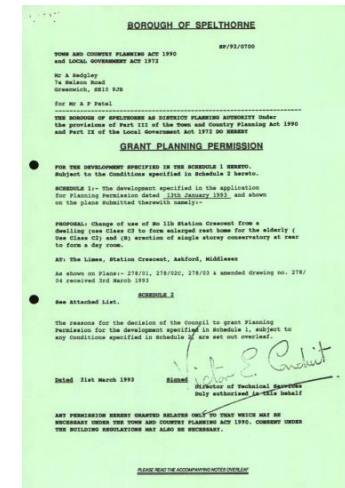 BOROUGH OF SPELTHORNE
SP/92/0700
TOWN AND COUNTRY PLANNING ACT 1990
and LOCAL GOVERNMENT ACT 1972
Mr A Sedgley
7a Nelson Road
Greenwich, SE10 9JB
for Mr A P Patel
THE BOROUGH OF SPELTHORNE AS DISTRICT PLANNING AUTHORITY Under
the provisions of Part III of the Town and Country Planning Act 1990
and Part IX of the Local Government Act 1972 DO HEREBY
GRANT PLANNING PERMISSION
FOR THE DEVELOPMENT SPECIFIED IN THE SCHEDULE 1 HERETO.
Subject to the Conditions specified in Schedule 2 hereto.
SCHEDULE 1:- The development specified in the application
for Planning Permission dated 13th January 1993 and shown
on the plans Submitted therewith namely:-
PROPOSAL: Change of use of No 11b Station Crescent from a
dwelling (use Class C3 to form enlarged rest home for the elderly (
Use Class C2) and (B) erection of single storey conservatory at rear
to form a day room.
AT: The Limes, Station Crescent, Ashford, Middlesex
As shown on Plans:- 278/01, 278/02C, 278/03 & amended drawing no. 278/
04 received 3rd March 1993
SCHEDULE 2
See Attached List.
The reasons for the decision of the Council to grant Planning
Permission for the development specified in Schedule 1, subject to
any Conditions specified in Schedule 2, are set out overleaf.
Victor E Conduit
Dated 31st March 1993 Signed
Director of Technical Services
Duly authorised in this behalf
ANY PERMISSION HEREBY GRANTED RELATES ONLY TO THAT WHICH MAY BE
NECESSARY UNDER THE TOWN AND COUNTRY PLANNING ACT 1990. CONSENT UNDER
THE BUILDING REGULATIONS MAY ALSO BE NECESSARY.
PLEASE READ THE ACCOMPANYING NOTES OVERLEAF